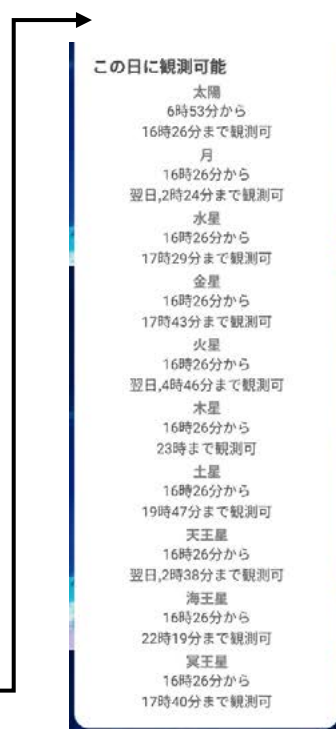 この日に観測可能
太陽
6時53分から
16時26分まで観測可
月
16時26分から
翌日,2時24分まで観測可
水星
16時26分から
17時29分まで観測可
金星
16時26分から
17時43分まで観測可
火星
16時26分から
翌日,4時46分まで観測可
木星
16時26分から
23時まで観測可
土星
16時26分から
19時47分まで観測可
天王星
16時26分から
翌日,2時38分まで観測可
海王星
16時26分から
22時19分まで観測可
冥王星
16時26分から
17時40分まで観測可